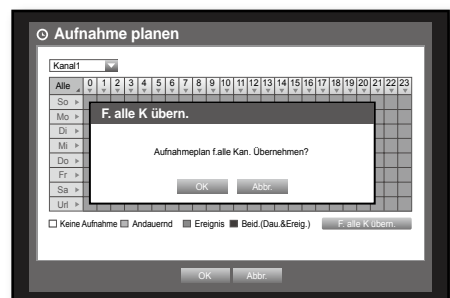 Aufnahme planen
Kanal1
Alle 0 1 2 3 4 5 6 7 8 9 10 11 12 13 14 15 16 17 18 19 20 21 22 23
So
Mo
Di
Mi
Do
Fr
Sa
Url
F. alle K übern.
Aufnahmeplan f.alle Kan. Übernehmen?
OK Abbr.
Keine Aufnahme Andauernd Ereignis Beid.(Dau.&Ereig.) F. alle K übern.
OK Abbr.